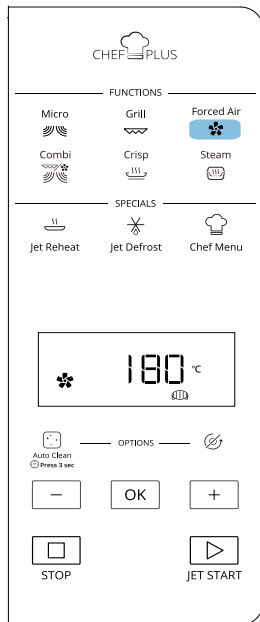 CHEF PLUS
FUNCTIONS
Micro Grill Forced Air
Combi Crisp Steam
SPECIALS
Jet Reheat Jet Defrost Chef Menu
180 °C
OPTIONS
Auto Clean
Press 3 sec
− OK +
STOP JET START